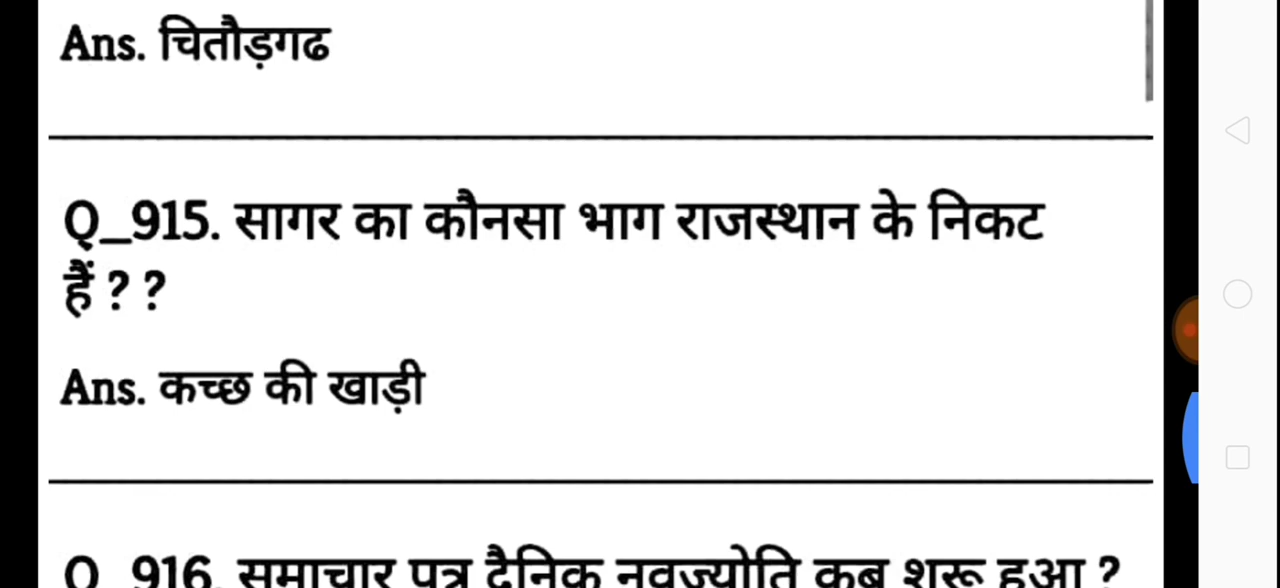 Ans. चितौड़गढ
Q_915. सागर का कौनसा भाग राजस्थान के निकट
हैं ? ?
Ans. कच्छ की खाड़ी
Q_916. समाचार पत्र दैनिक नवज्योति कब शुरू हुआ ?